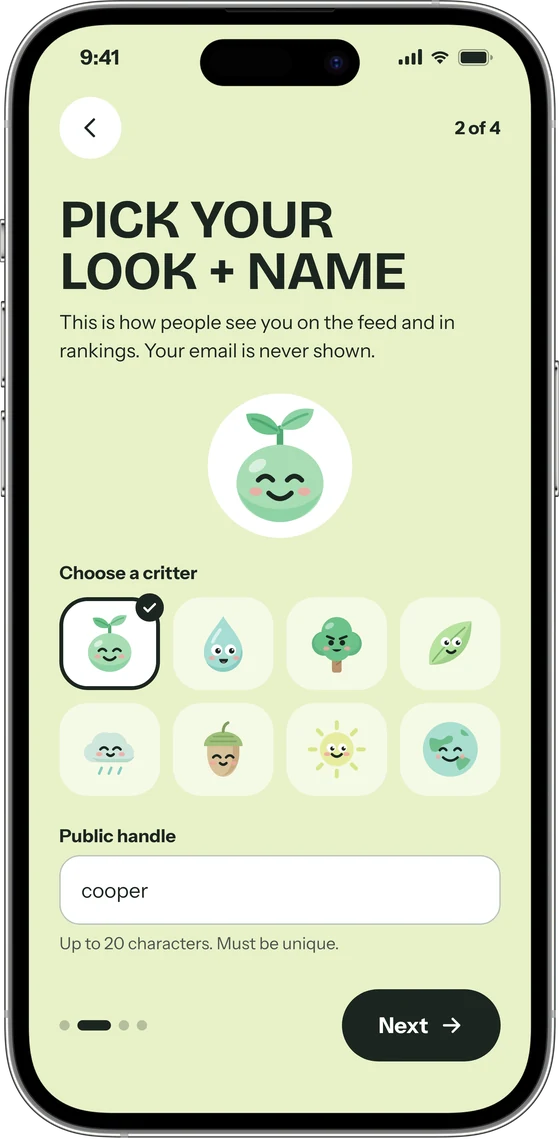 9:41
2 of 4
PICK YOUR
LOOK + NAME
This is how people see you on the feed and in
rankings. Your email is never shown.
Choose a critter
Public handle
cooper
Up to 20 characters. Must be unique.
Next